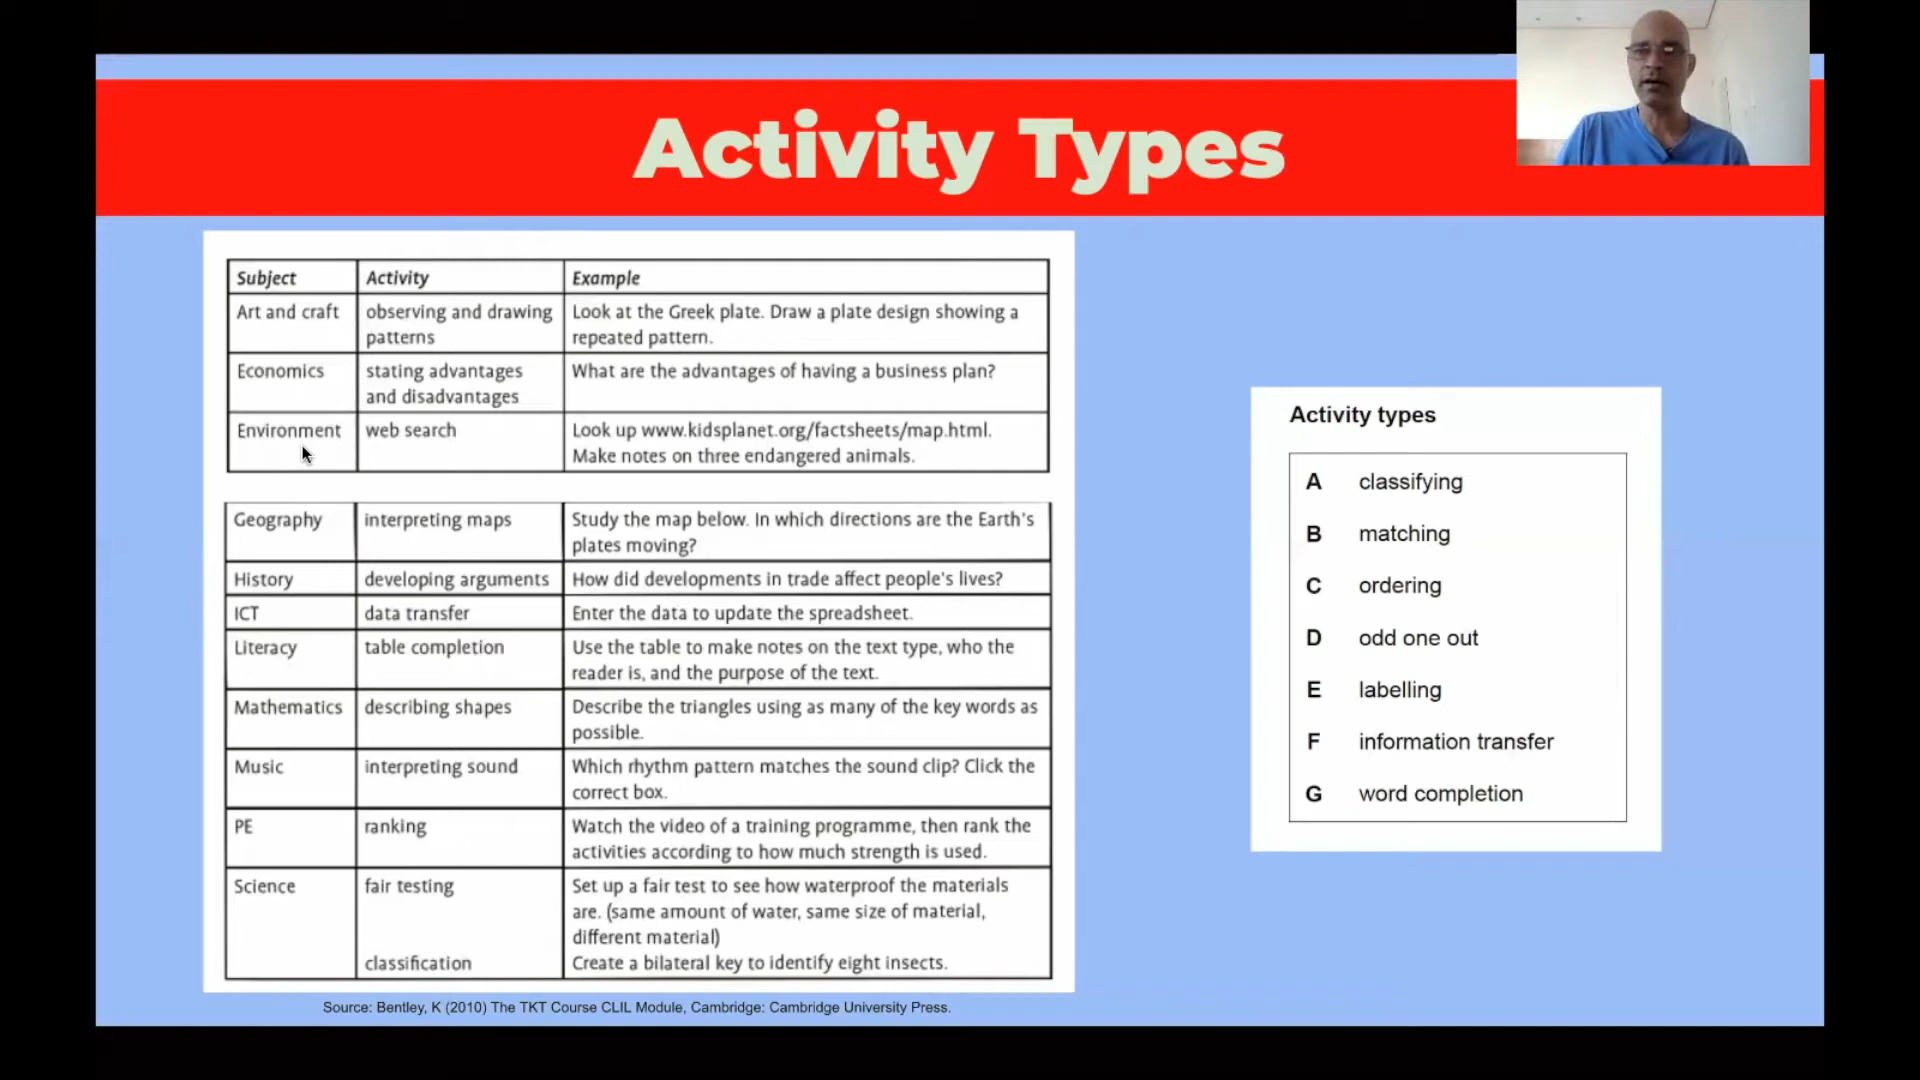 Activity Types
Subject Activity Example
Art and craft observing and drawing Look at the Greek plate. Draw a plate design showing a
patterns repeated pattern.
Economics stating advantages What are the advantages of having a business plan?
and disadvantages
Environment web search Look up www.kidsplanet.org/factsheets/map.html.
Make notes on three endangered animals.
Geography interpreting maps Study the map below. In which directions are the Earth's
plates moving?
History developing arguments How did developments in trade affect people's lives?
ICT data transfer Enter the data to update the spreadsheet.
Literacy table completion Use the table to make notes on the text type, who the
reader is, and the purpose of the text.
Mathematics describing shapes Describe the triangles using as many of the key words as
possible.
Music interpreting sound Which rhythm pattern matches the sound clip? Click the
correct box.
PE ranking Watch the video of a training programme, then rank the
activities according to how much strength is used.
Science fair testing Set up a fair test to see how waterproof the materials
are. (same amount of water, same size of material,
different material)
classification Create a bilateral key to identify eight insects.
Source: Bentley, K (2010) The TKT Course CLIL Module, Cambridge: Cambridge University Press.
Activity types
A classifying
B matching
C ordering
D odd one out
E labelling
F information transfer
G word completion